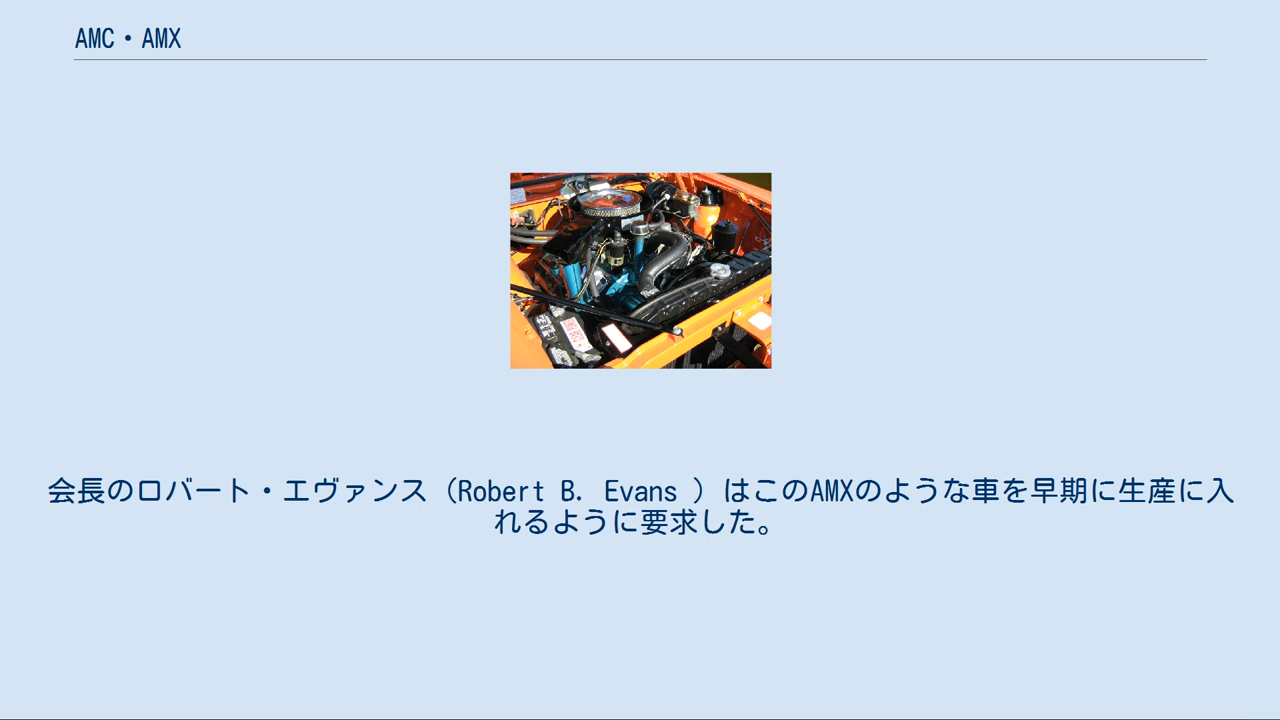 AMC・AMX
会長のロバート・エヴァンス（Robert B. Evans ）はこのAMXのような車を早期に生産に入
れるように要求した。